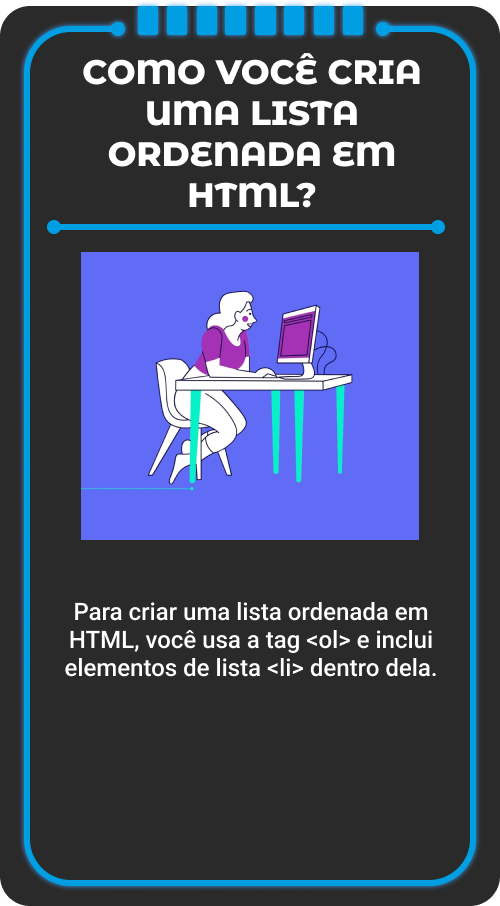 COMO VOCÊ CRIA
UMA LISTA
ORDENADA EM
HTML?
Para criar uma lista ordenada em
HTML, você usa a tag <ol> e inclui
elementos de lista <li> dentro dela.